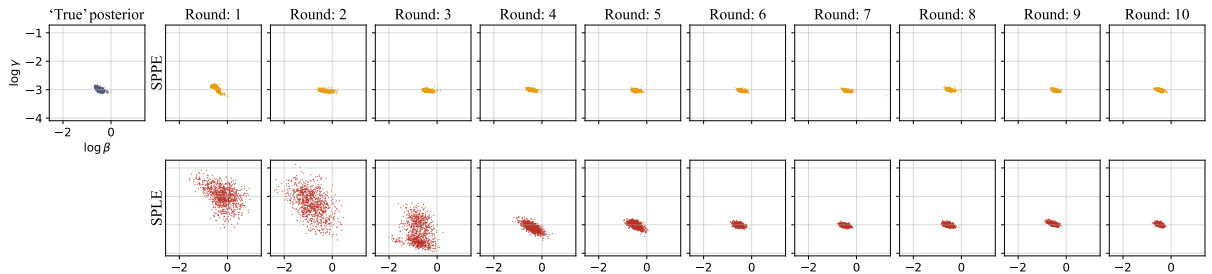 ‘True’ posterior
Round: 1
Round: 2
Round: 3
Round: 4
Round: 5
Round: 6
Round: 7
Round: 8
Round: 9
Round: 10
−1
−2
−3
−4
log γ
−2 0
log β
SPPE
SPLE
−2 0
−2 0
−2 0
−2 0
−2 0
−2 0
−2 0
−2 0
−2 0
−2 0